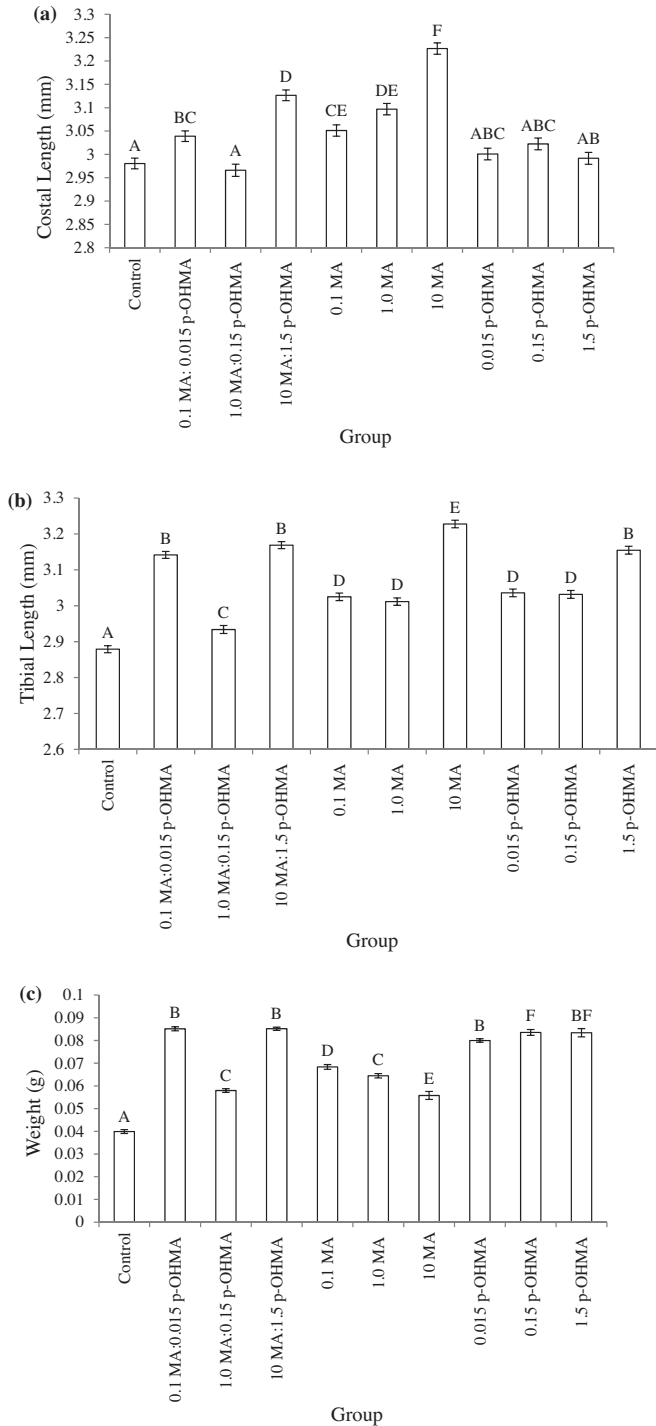 (a)
Costal Length (mm)
3.3
3.25
3.2
3.15
3.1
3.05
3
2.95
2.9
2.85
2.8
A
BC
A
D
CE
DE
F
ABC
ABC
AB
Control
0.1 MA: 0.015 p-OHMA
1.0 MA:0.15 p-OHMA
10 MA:1.5 p-OHMA
0.1 MA
1.0 MA
10 MA
0.015 p-OHMA
0.15 p-OHMA
1.5 p-OHMA
Group
(b)
Tibial Length (mm)
3.3
3.2
3.1
3
2.9
2.8
2.7
2.6
A
B
C
B
D
D
E
D
D
B
Control
0.1 MA:0.015 p-OHMA
1.0 MA:0.15 p-OHMA
10 MA:1.5 p-OHMA
0.1 MA
1.0 MA
10 MA
0.015 p-OHMA
0.15 p-OHMA
1.5 p-OHMA
Group
(c)
Weight (g)
0.1
0.09
0.08
0.07
0.06
0.05
0.04
0.03
0.02
0.01
0
A
B
C
B
D
C
E
B
F
BF
Control
0.1 MA:0.015 p-OHMA
1.0 MA:0.15 p-OHMA
10 MA:1.5 p-OHMA
0.1 MA
1.0 MA
10 MA
0.015 p-OHMA
0.15 p-OHMA
1.5 p-OHMA
Group